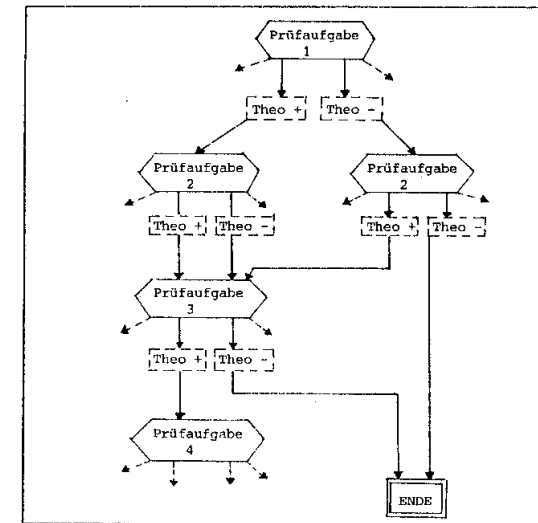 Prüfaufgabe
1
Theo +
Theo -
Prüfaufgabe
2
Prüfaufgabe
2
Theo +
Theo -
Theo +
Theo -
Prüfaufgabe
3
Theo +
Theo -
Prüfaufgabe
4
ENDE